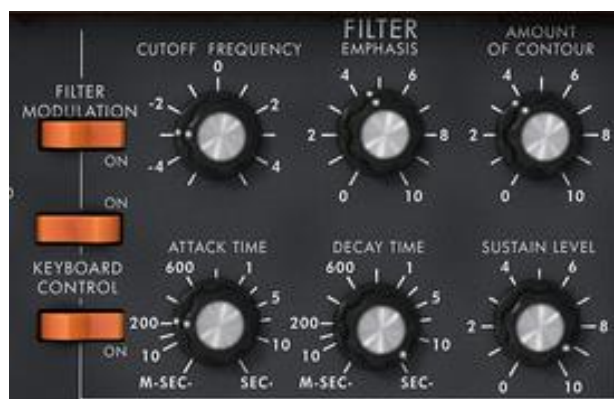 FILTER
CUTOFF FREQUENCY
EMPHASIS
AMOUNT
OF CONTOUR
0
-2 2
-4 4
4 6
2 8
0 10
4 6
2 8
0 10
FILTER
MODULATION
ON
ON
KEYBOARD
CONTROL
ON
ATTACK TIME
600 1
200 5
10 10
M-SEC- SEC-
DECAY TIME
600 1
200 5
10 10
M-SEC- SEC-
SUSTAIN LEVEL
4 6
2 8
0 10